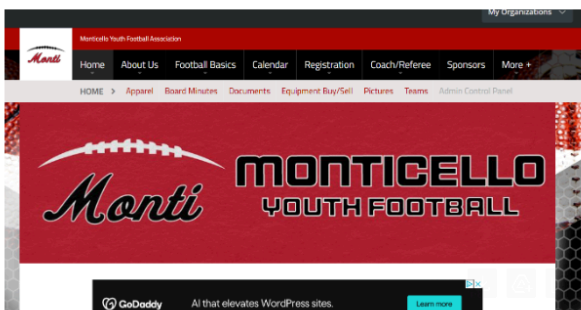 My Organizations
Monticello Youth Football Association
Monti
Home About Us Football Basics Calendar Registration Coach/Referee Sponsors More +
HOME > Apparel Board Minutes Documents Equipment Buy/Sell Pictures Teams Admin Control Panel
Monti
MONTICELLO
YOUTH FOOTBALL
GoDaddy AI that elevates WordPress sites. Learn more